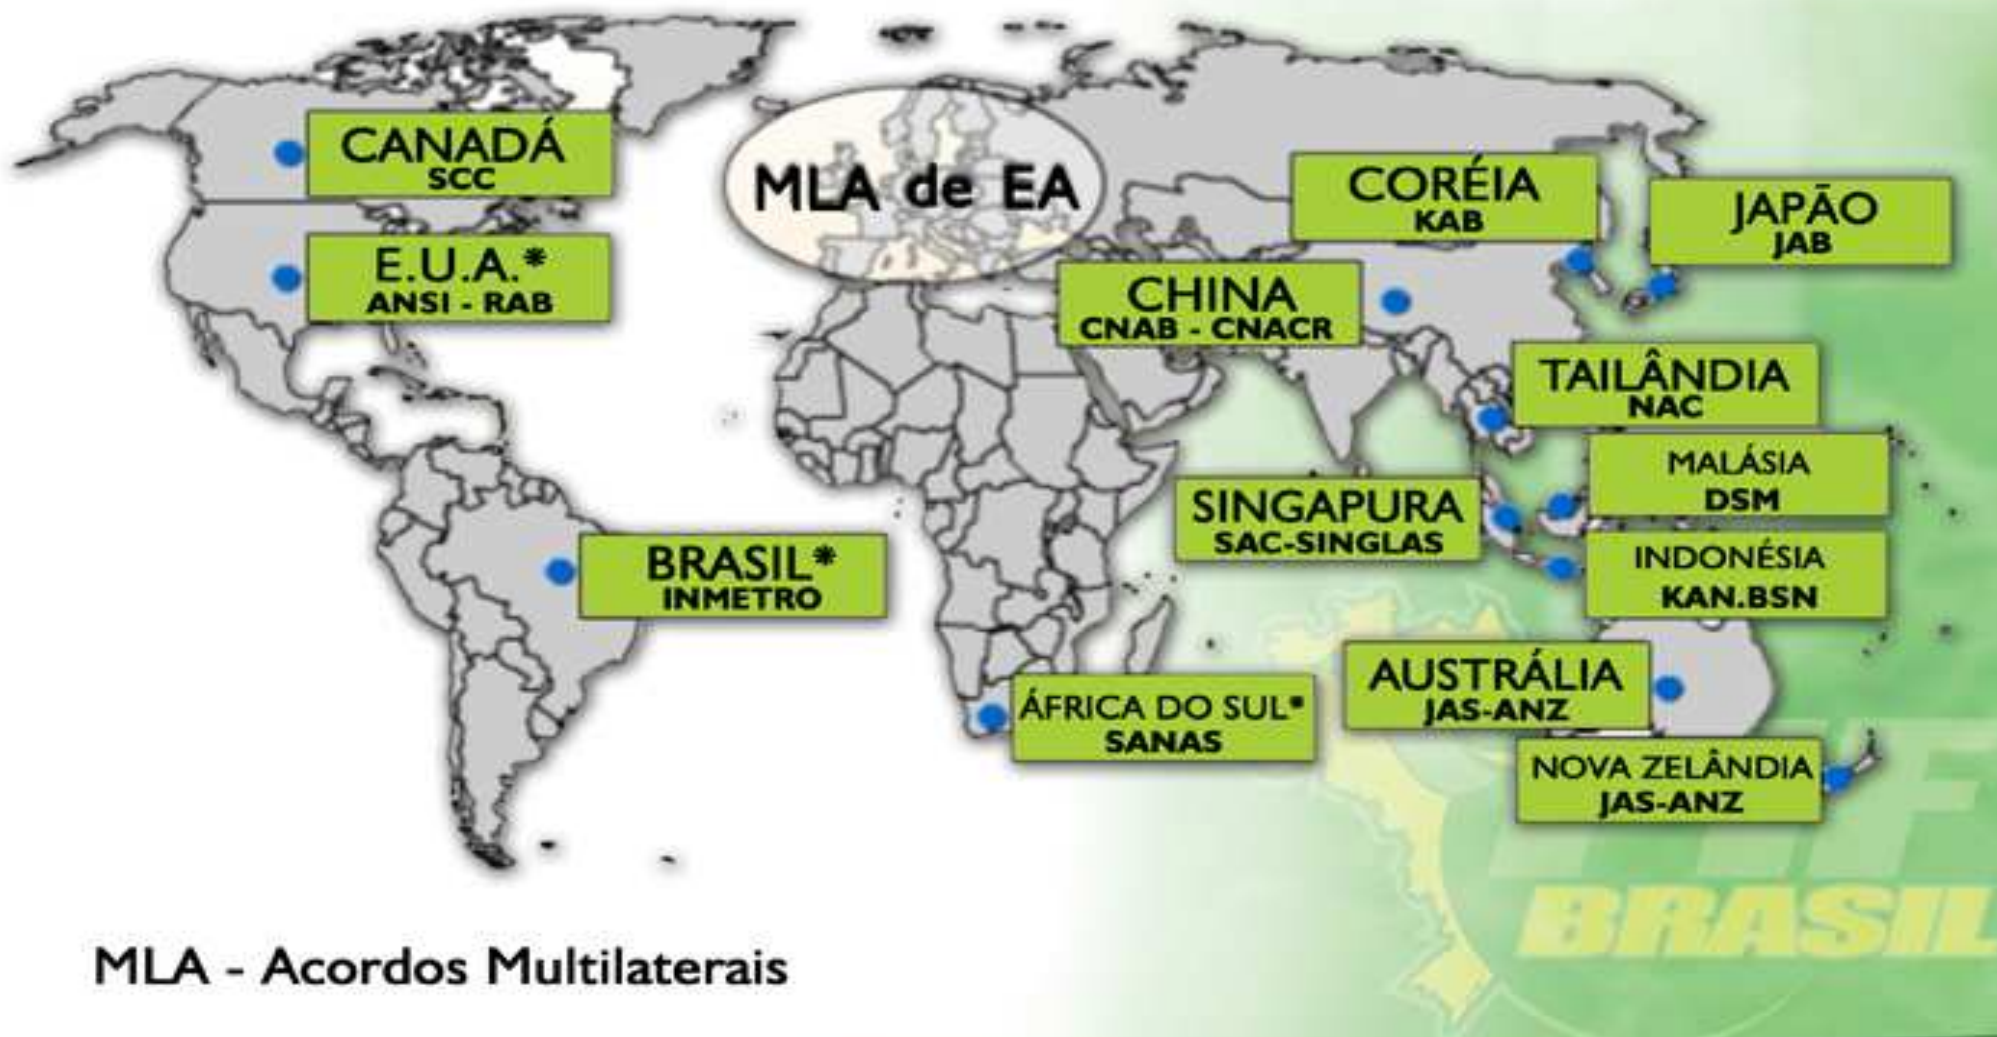 CANADÁ
SCC
E.U.A.*
ANSI - RAB
MLA de EA
CORÉIA
KAB
JAPÃO
JAB
CHINA
CNAB - CNACR
TAILÂNDIA
NAC
MALÁSIA
DSM
SINGAPURA
SAC-SINGLAS
INDONÉSIA
KAN.BSN
BRASIL*
INMETRO
ÁFRICA DO SUL*
SANAS
AUSTRÁLIA
JAS-ANZ
NOVA ZELÂNDIA
JAS-ANZ
BRASIL
MLA - Acordos Multilaterais